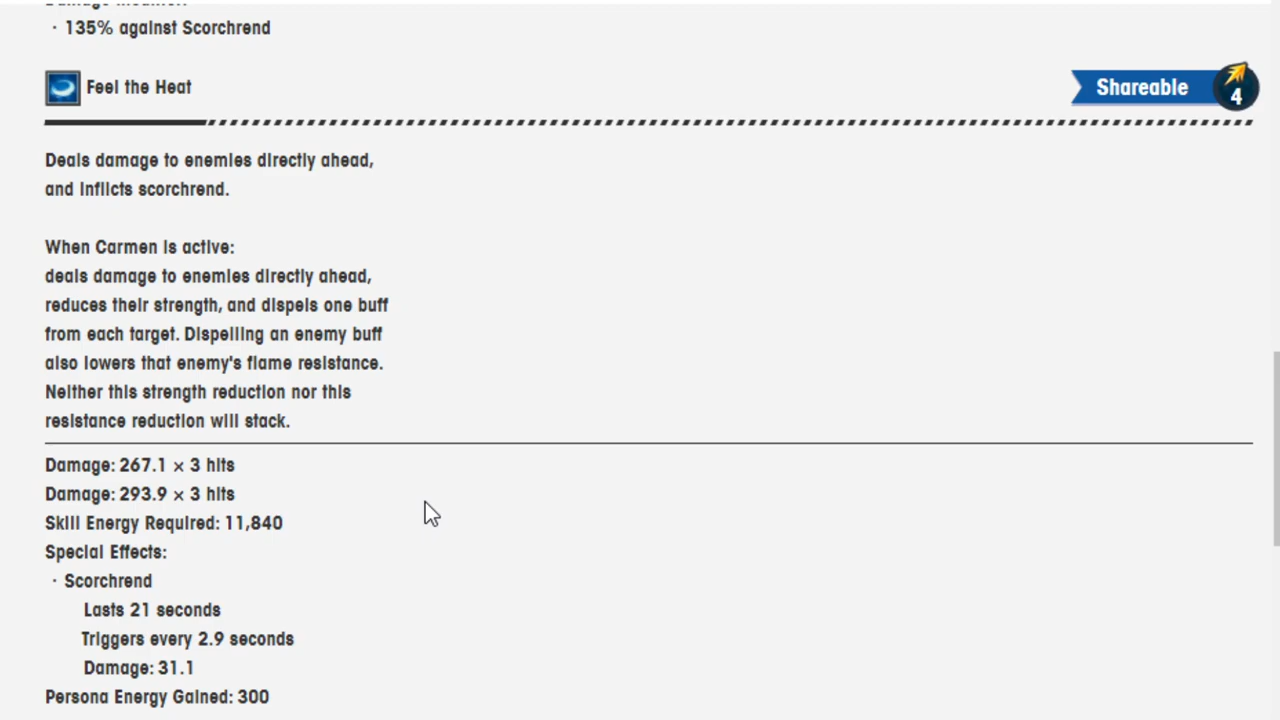 · 135% against Scorchrend
Feel the Heat
Shareable
4
Deals damage to enemies directly ahead,
and inflicts scorchrend.
When Carmen is active:
deals damage to enemies directly ahead,
reduces their strength, and dispels one buff
from each target. Dispelling an enemy buff
also lowers that enemy's flame resistance.
Neither this strength reduction nor this
resistance reduction will stack.
Damage: 267.1 × 3 hits
Damage: 293.9 × 3 hits
Skill Energy Required: 11,840
Special Effects:
· Scorchrend
Lasts 21 seconds
Triggers every 2.9 seconds
Damage: 31.1
Persona Energy Gained: 300